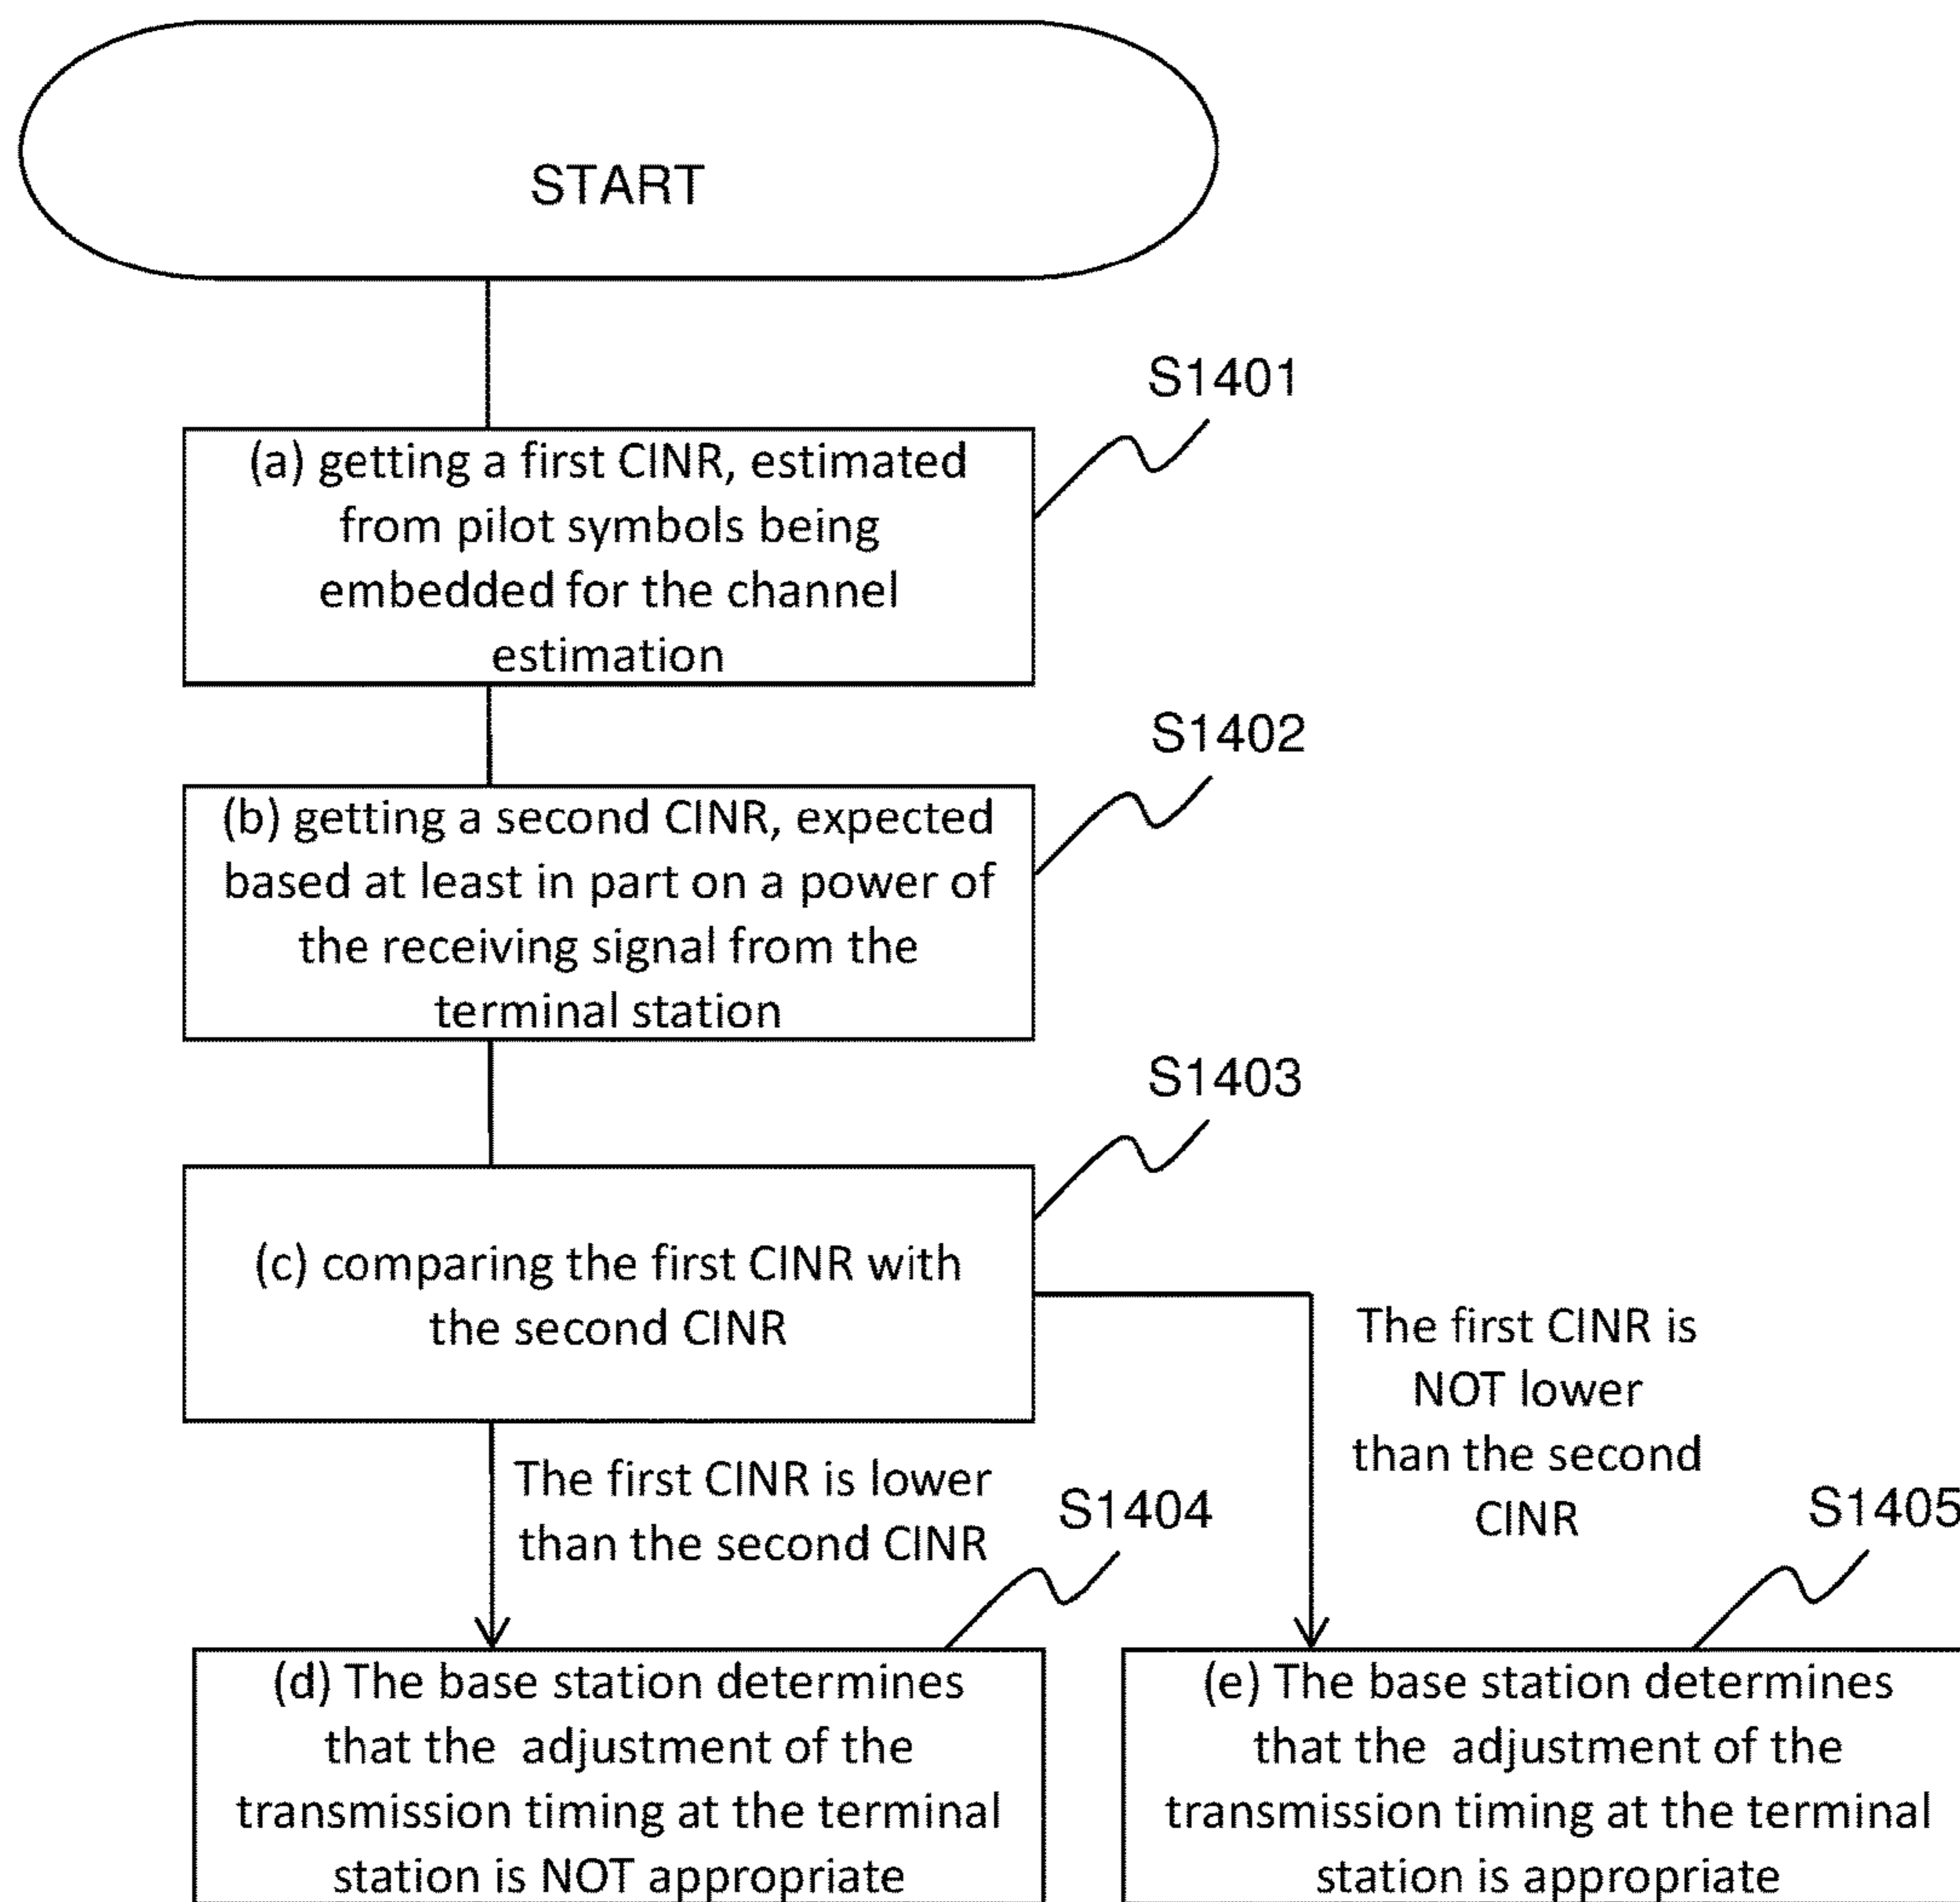 START
S1401
(a) getting a first CINR, estimated
from pilot symbols being
embedded for the channel
estimation
S1402
(b) getting a second CINR, expected
based at least in part on a power of
the receiving signal from the
terminal station
S1403
(c) comparing the first CINR with
the second CINR
The first CINR is
NOT lower
than the second
CINR
The first CINR is lower
than the second CINR
S1404
S1405
(d) The base station determines
that the adjustment of the
transmission timing at the terminal
station is NOT appropriate
(e) The base station determines
that the adjustment of the
transmission timing at the terminal
station is appropriate